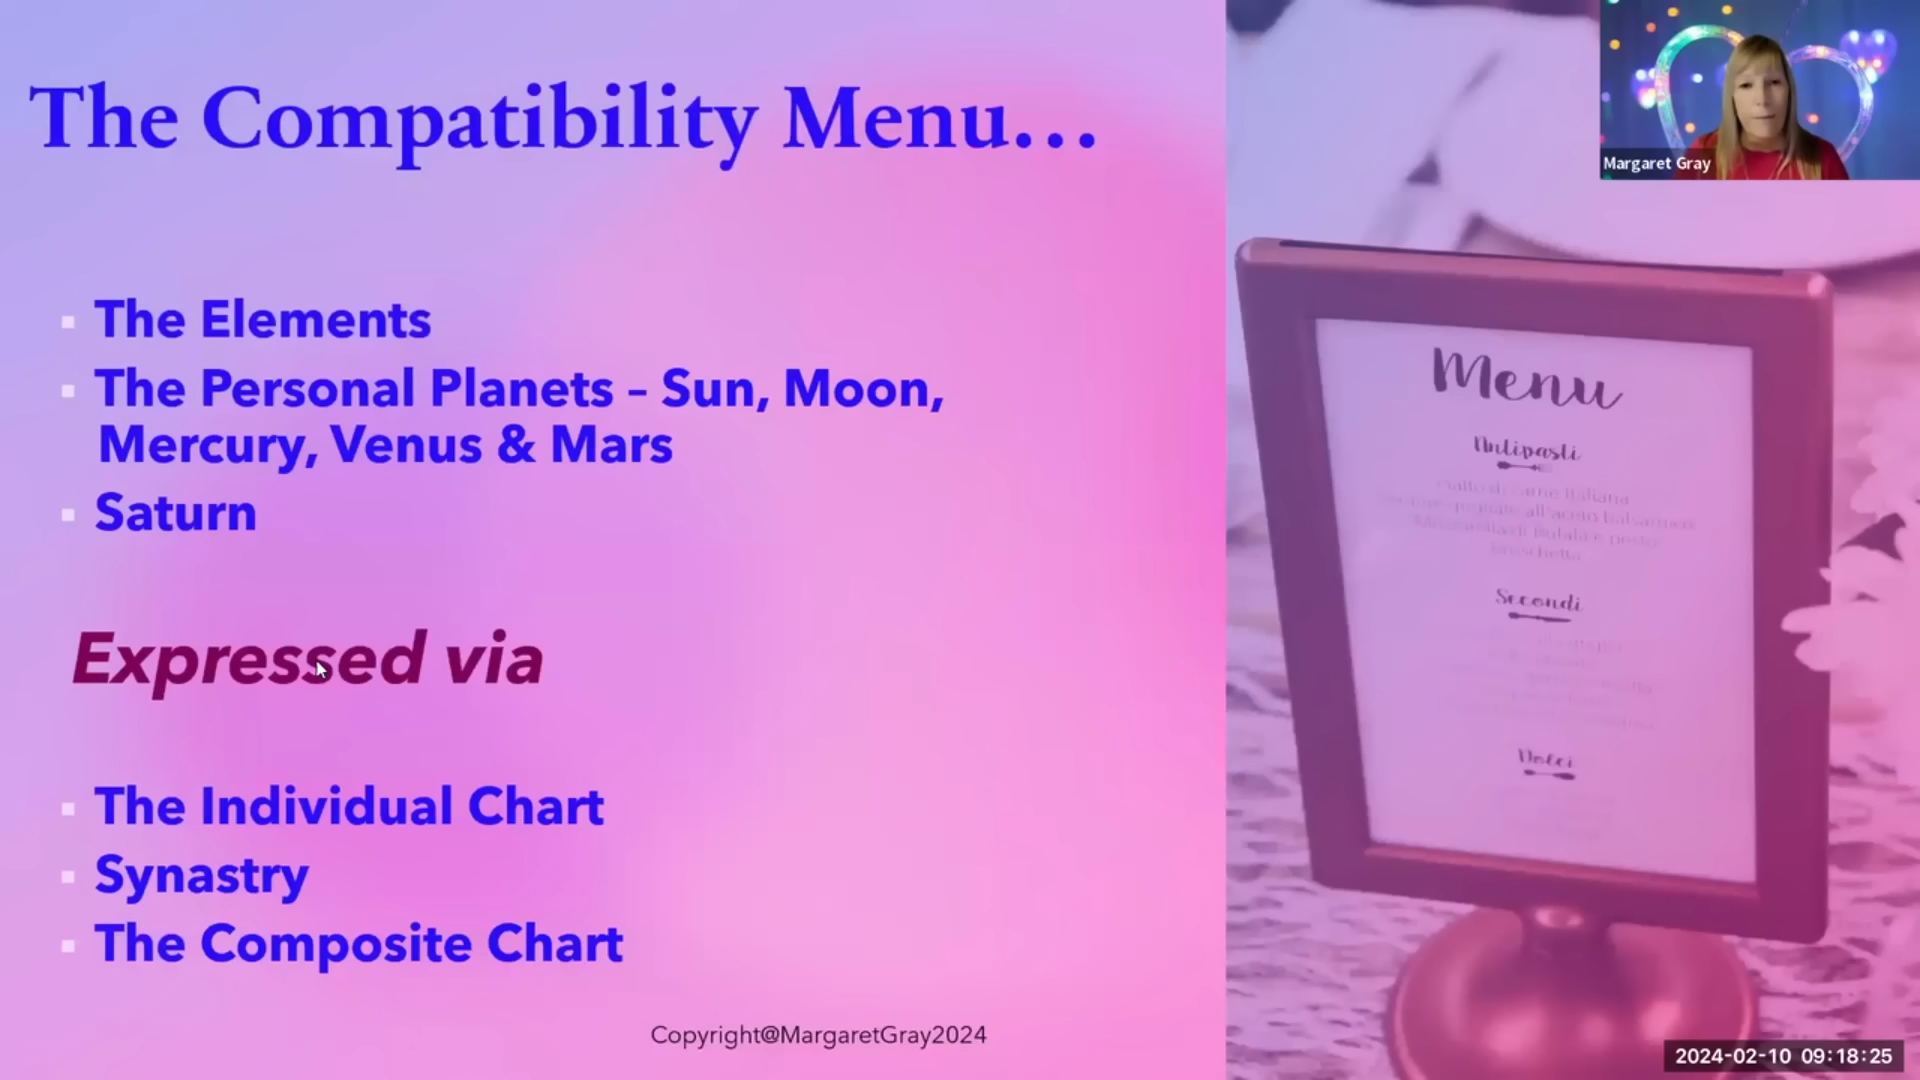 The Compatibility Menu...
Margaret Gray
▪ The Elements
▪ The Personal Planets – Sun, Moon,
Mercury, Venus & Mars
▪ Saturn
Expressed via
▪ The Individual Chart
▪ Synastry
▪ The Composite Chart
Copyright@MargaretGray2024
Menu
Antipasti
Secondi
Dolci
2024-02-10 09:18:25